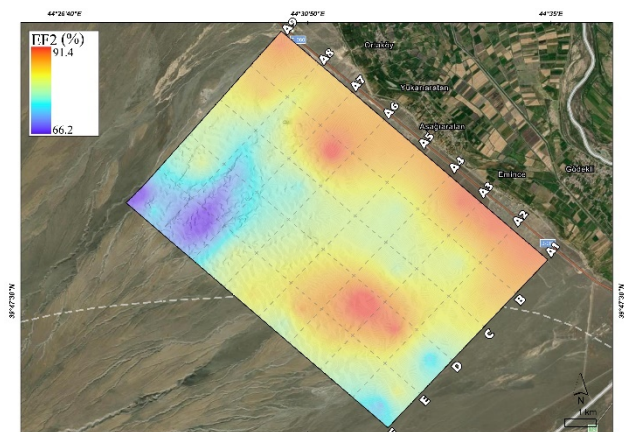 44°26'40"E
44°30'50"E
44°35'E
EF2 (%)
91.4
66.2
A9
A8
A7
A6
A5
A4
A3
A2
A1
B
C
D
E
Ortaköy
Yukarıaratan
Aşağıaratan
Emince
Gödekli
39°47'30"N
39°47'30"N
N
1 km